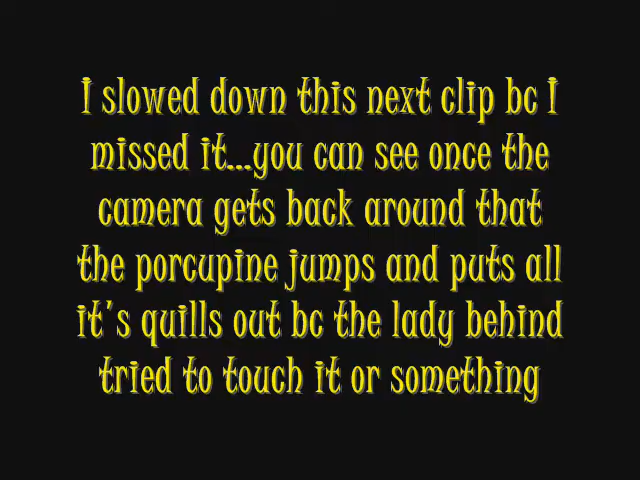 I slowed down this next clip bc I
missed it...you can see once the
camera gets back around that
the porcupine jumps and puts all
it's quills out bc the lady behind
tried to touch it or something